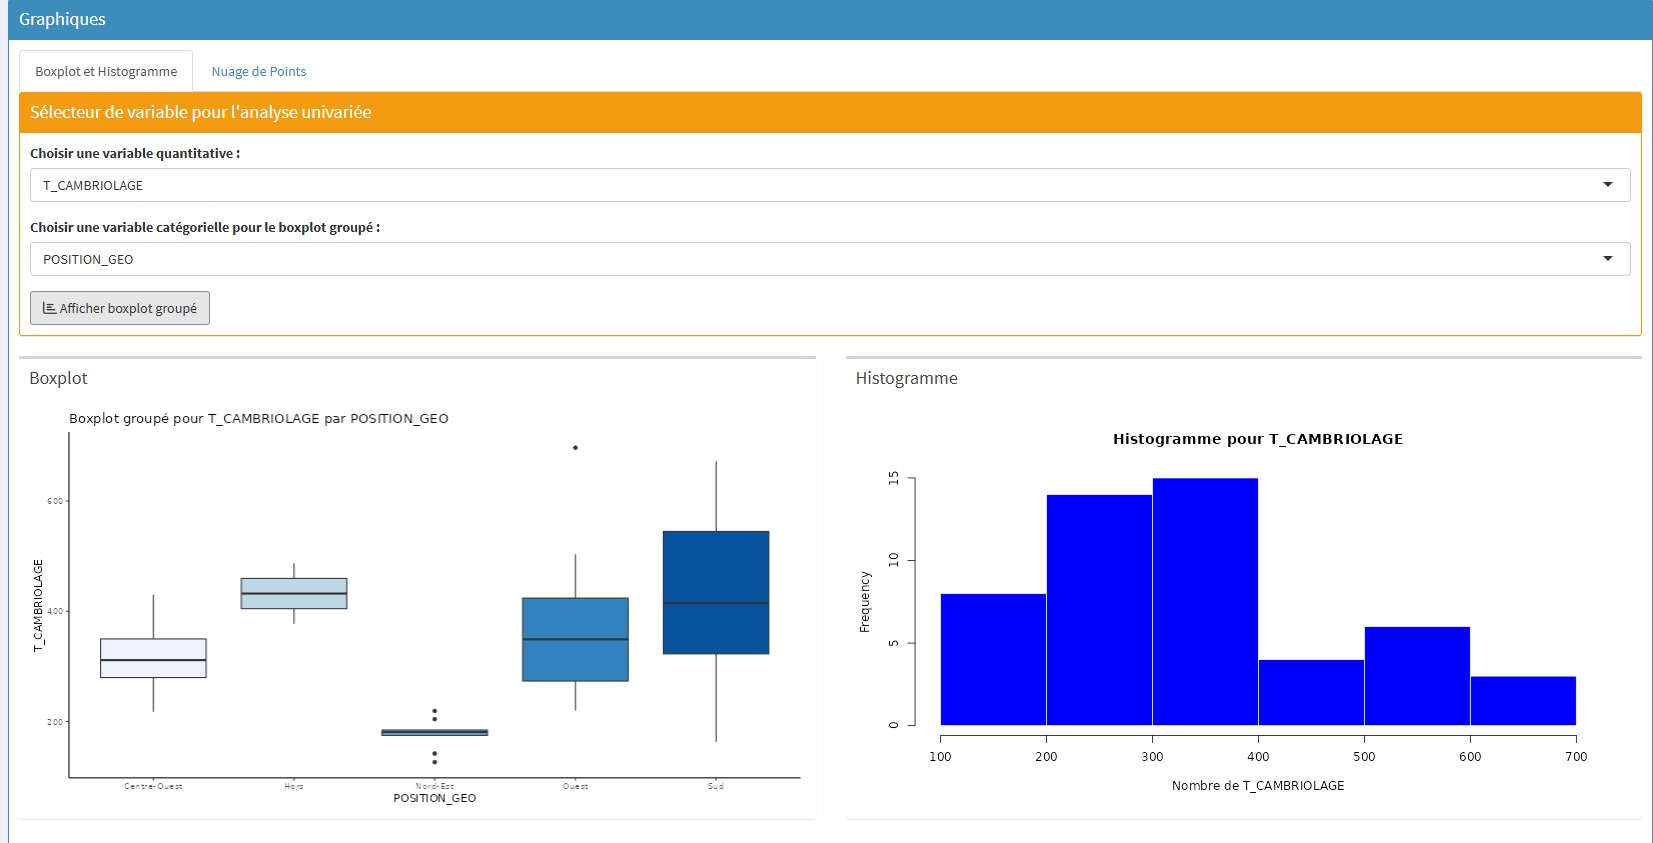 Graphiques
Boxplot et Histogramme
Nuage de Points
Sélecteur de variable pour l'analyse univariée
Choisir une variable quantitative :
T_CAMBRIOLAGE
Choisir une variable catégorielle pour le boxplot groupé :
POSITION_GEO
Afficher boxplot groupé
Boxplot
Boxplot groupé pour T_CAMBRIOLAGE par POSITION_GEO
T_CAMBRIOLAGE
600
400
200
Centre-Ouest
Hors
Nord-Est
Ouest
Sud
POSITION_GEO
Histogramme
Histogramme pour T_CAMBRIOLAGE
Frequency
15
10
5
0
100
200
300
400
500
600
700
Nombre de T_CAMBRIOLAGE